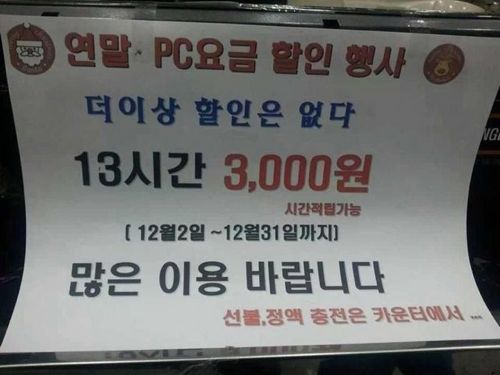 연말 PC요금 할인 행사
더이상 할인은 없다
13시간 3,000원
시간적립가능
( 12월2일 ~12월31일까지)
많은 이용 바랍니다
선불,정액 충전은 카운터에서 ...